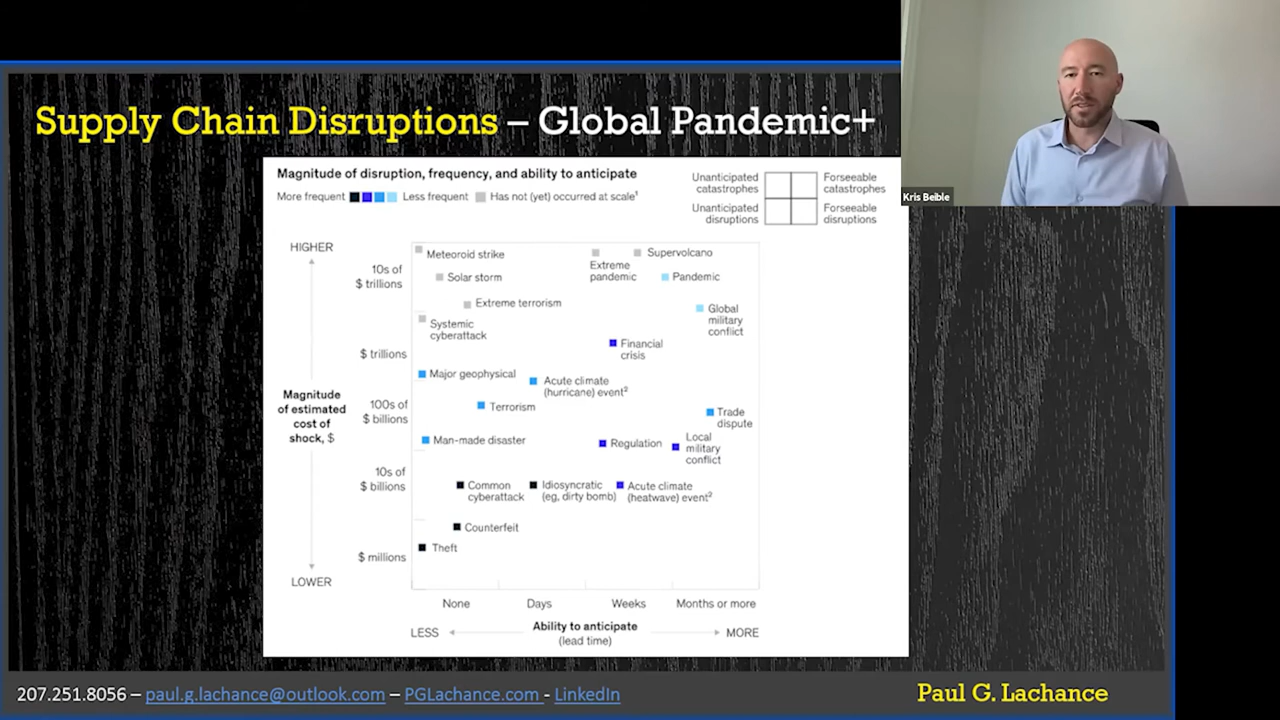 Supply Chain Disruptions – Global Pandemic+
Kris Beible
Magnitude of disruption, frequency, and ability to anticipate
More frequent
Less frequent
Has not (yet) occurred at scale¹
Unanticipated
catastrophes
Forseeable
catastrophes
Unanticipated
disruptions
Forseeable
disruptions
HIGHER
10s of
$ trillions
$ trillions
Magnitude
of estimated
cost of
shock, $
100s of
$ billions
10s of
$ billions
$ millions
LOWER
Meteoroid strike
Extreme
pandemic
Supervolcano
Solar storm
Pandemic
Extreme terrorism
Global
military
conflict
Systemic
cyberattack
Financial
crisis
Major geophysical
Acute climate
(hurricane) event²
Terrorism
Trade
dispute
Man-made disaster
Regulation
Local
military
conflict
Common
cyberattack
Idiosyncratic
(eg, dirty bomb)
Acute climate
(heatwave) event²
Counterfeit
Theft
None
Days
Weeks
Months or more
LESS
Ability to anticipate
(lead time)
MORE
207.251.8056 – paul.g.lachance@outlook.com – PGLachance.com - LinkedIn
Paul G. Lachance